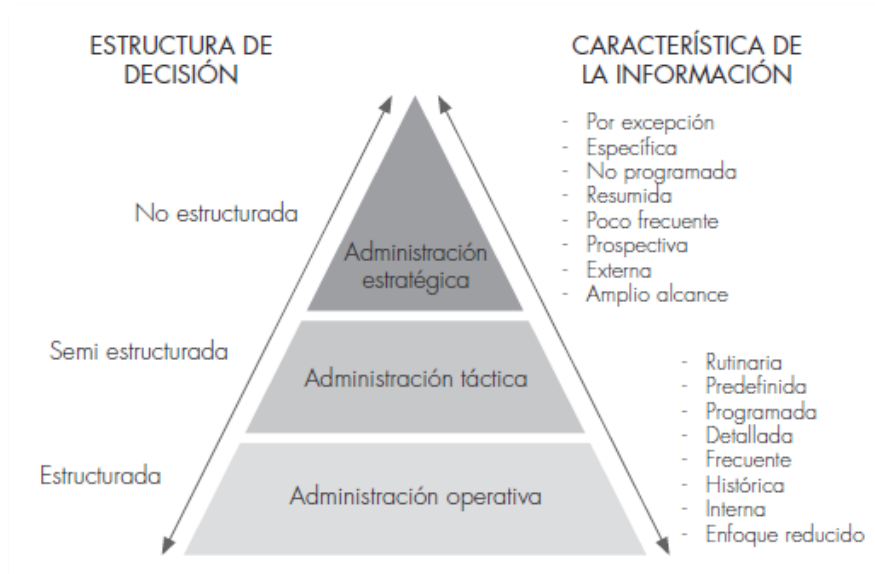 ESTRUCTURA DE
DECISIÓN
CARACTERÍSTICA DE
LA INFORMACIÓN
- Por excepción
- Específica
- No programada
- Resumida
- Poco frecuente
- Prospectiva
- Externa
- Amplio alcance
No estructurada
Administración
estratégica
Semi estructurada
Administración táctica
Estructurada
Administración operativa
- Rutinaria
- Predefinida
- Programada
- Detallada
- Frecuente
- Histórica
- Interna
- Enfoque reducido